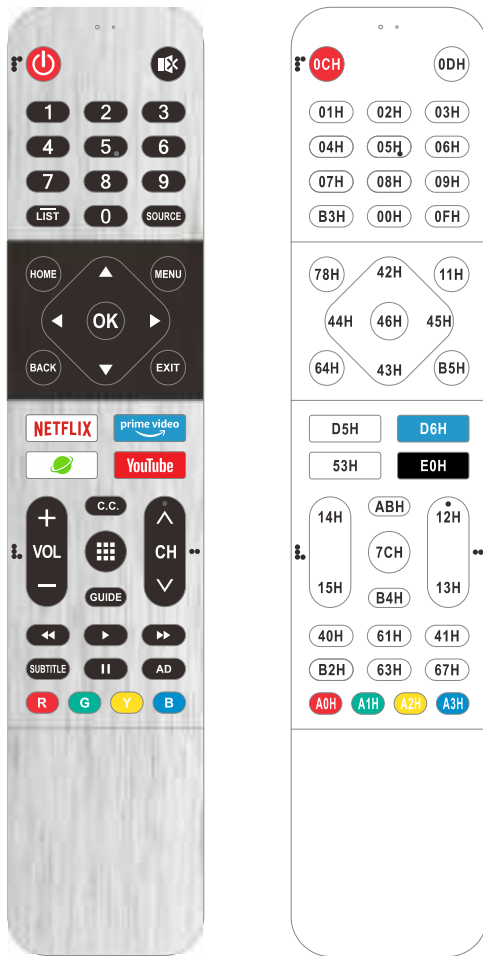 1 2 3
4 5 6
7 8 9
LIST 0 SOURCE
HOME MENU
OK
BACK EXIT
NETFLIX prime video
YouTube
C.C.
+
VOL CH
−
GUIDE
SUBTITLE AD
R G Y B
0CH 0DH
01H 02H 03H
04H 05H 06H
07H 08H 09H
B3H 00H 0FH
78H 42H 11H
44H 46H 45H
64H 43H B5H
D5H D6H
53H E0H
14H ABH 12H
7CH
15H B4H 13H
40H 61H 41H
B2H 63H 67H
A0H A1H A2H A3H